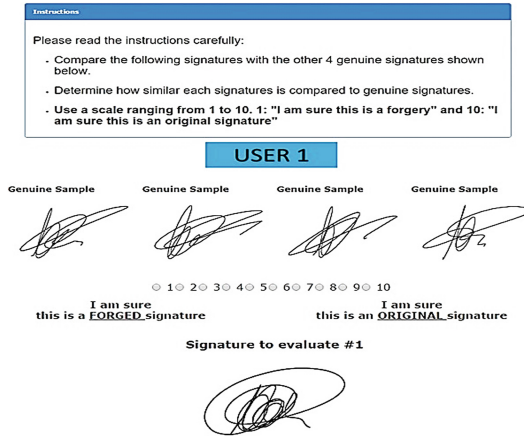 Instructions
Please read the instructions carefully:
• Compare the following signatures with the other 4 genuine signatures shown
below.
• Determine how similar each signatures is compared to genuine signatures.
• Use a scale ranging from 1 to 10. 1: "I am sure this is a forgery" and 10: "I
am sure this is an original signature"
USER 1
Genuine Sample Genuine Sample Genuine Sample Genuine Sample
1 2 3 4 5 6 7 8 9 10
I am sure I am sure
this is a FORGED signature this is an ORIGINAL signature
Signature to evaluate #1